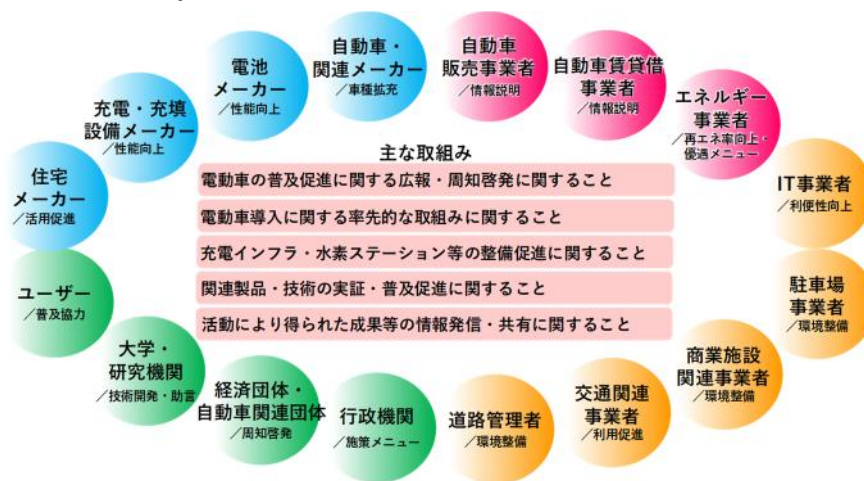 自動車・
関連メーカー
／車種拡充
自動車
販売事業者
／情報説明
自動車賃貸借
事業者
／情報説明
エネルギー
事業者
／再エネ率向上・
優遇メニュー
IT事業者
／利便性向上
駐車場
事業者
／環境整備
商業施設
関連事業者
／環境整備
交通関連
事業者
／利用促進
道路管理者
／環境整備
行政機関
／施策メニュー
経済団体・
自動車関連団体
／周知啓発
大学・
研究機関
／技術開発・助言
ユーザー
／普及協力
住宅
メーカー
／活用促進
充電・充填
設備メーカー
／性能向上
電池
メーカー
／性能向上
主な取組み
電動車の普及促進に関する広報・周知啓発に関すること
電動車導入に関する率先的な取組みに関すること
充電インフラ・水素ステーション等の整備促進に関すること
関連製品・技術の実証・普及促進に関すること
活動により得られた成果等の情報発信・共有に関すること